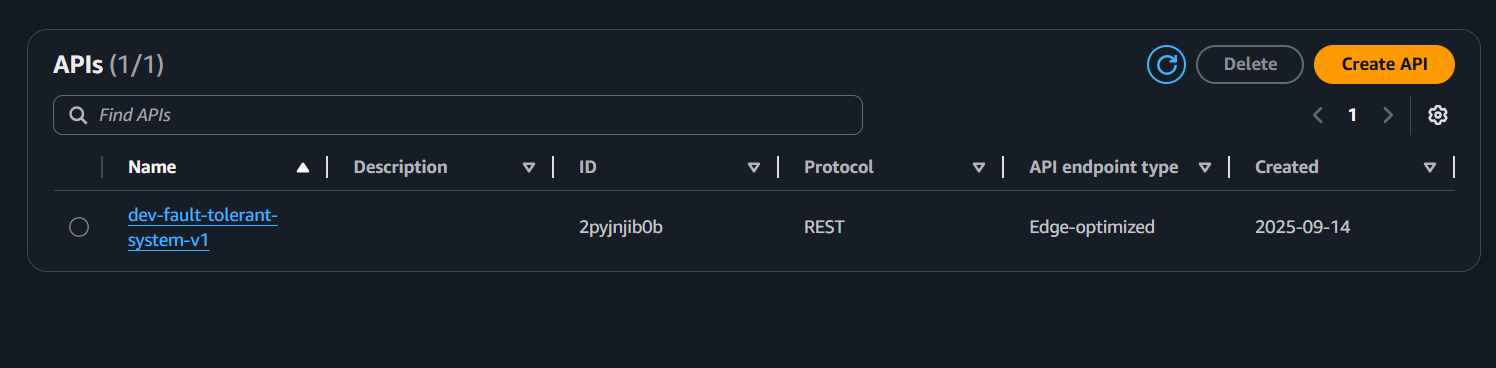 APIs (1/1)
Delete
Create API
Find APIs
1
Name Description ID Protocol API endpoint type Created
dev-fault-tolerant-
system-v1
2pyjnjib0b REST Edge-optimized 2025-09-14